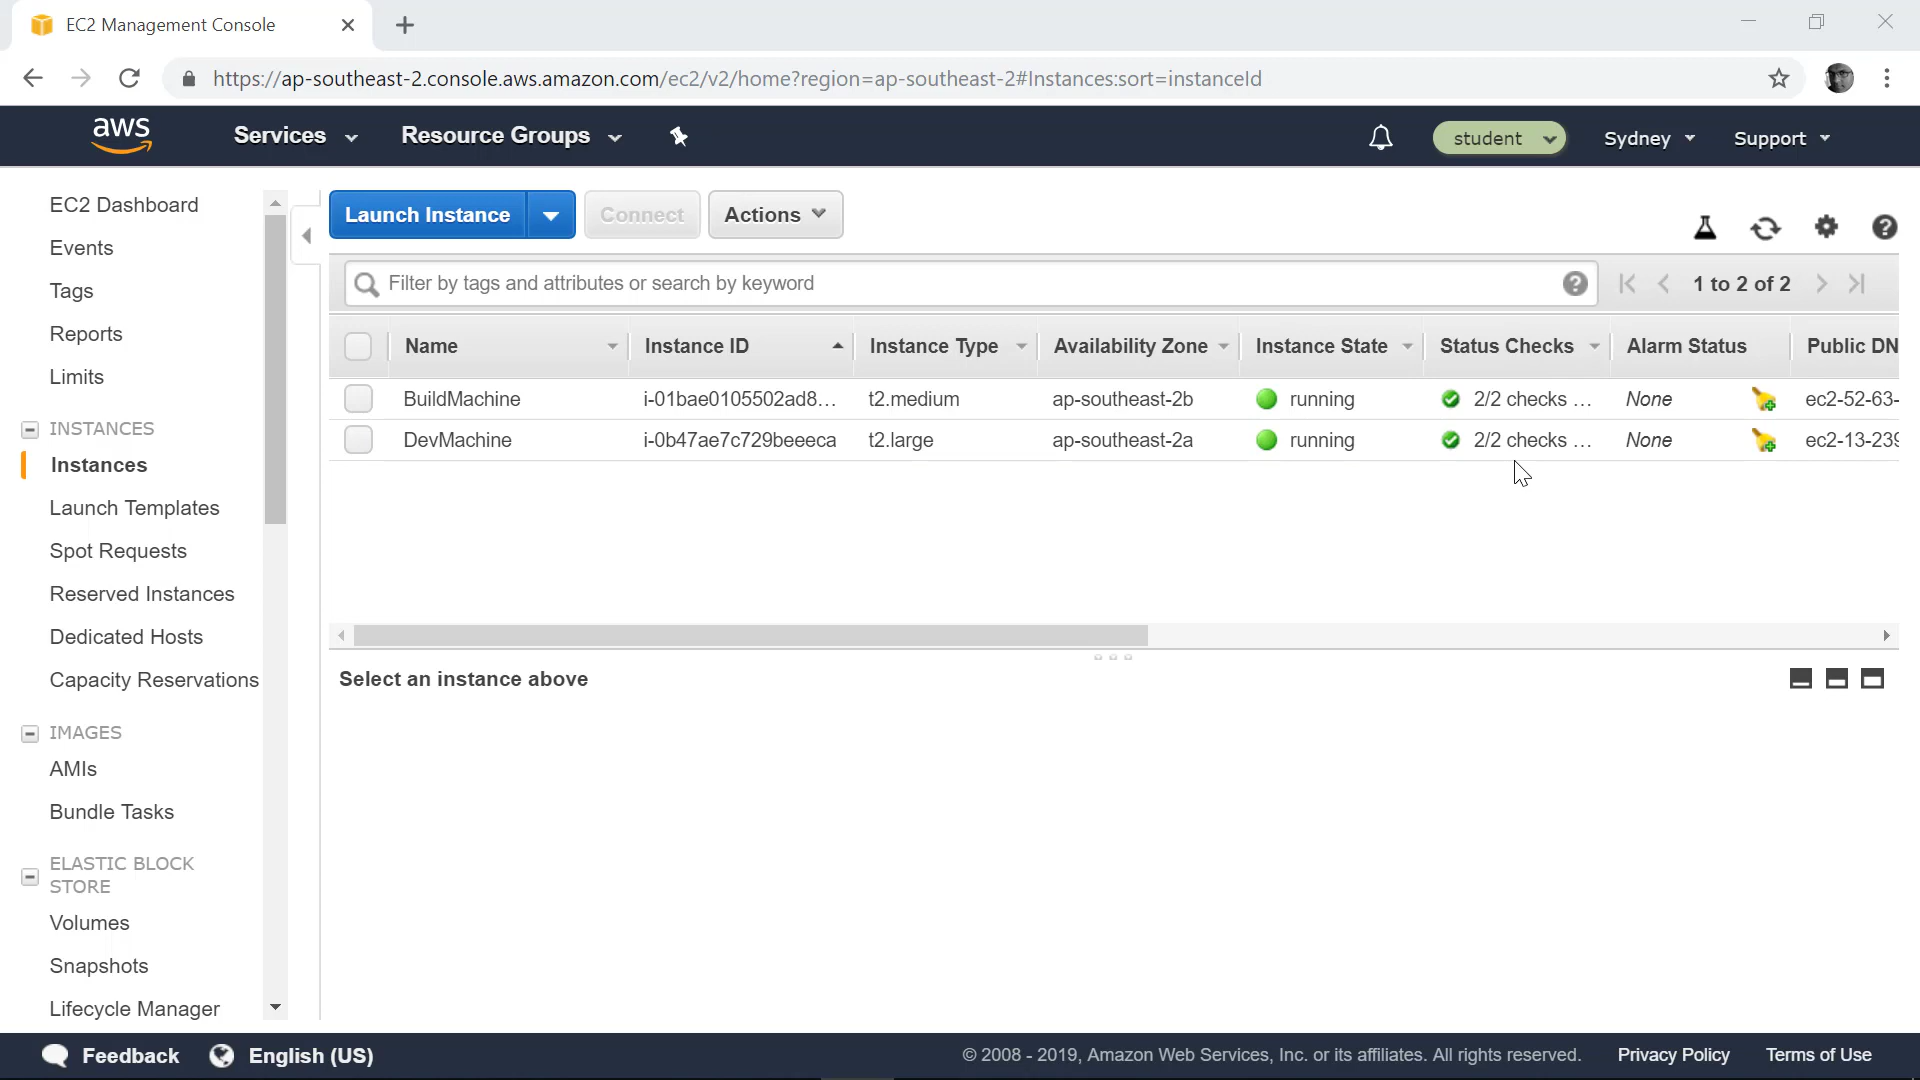 EC2 Management Console
https://ap-southeast-2.console.aws.amazon.com/ec2/v2/home?region=ap-southeast-2#Instances:sort=instanceId
aws Services Resource Groups student Sydney Support
EC2 Dashboard
Events
Tags
Reports
Limits
INSTANCES
Instances
Launch Templates
Spot Requests
Reserved Instances
Dedicated Hosts
Capacity Reservations
IMAGES
AMIs
Bundle Tasks
ELASTIC BLOCK
STORE
Volumes
Snapshots
Lifecycle Manager
Launch Instance Connect Actions
Filter by tags and attributes or search by keyword 1 to 2 of 2
Name Instance ID Instance Type Availability Zone Instance State Status Checks Alarm Status Public DN
BuildMachine i-01bae0105502ad8... t2.medium ap-southeast-2b running 2/2 checks ... None ec2-52-63-
DevMachine i-0b47ae7c729beeeca t2.large ap-southeast-2a running 2/2 checks ... None ec2-13-239
Select an instance above
Feedback English (US) © 2008 - 2019, Amazon Web Services, Inc. or its affiliates. All rights reserved. Privacy Policy Terms of Use